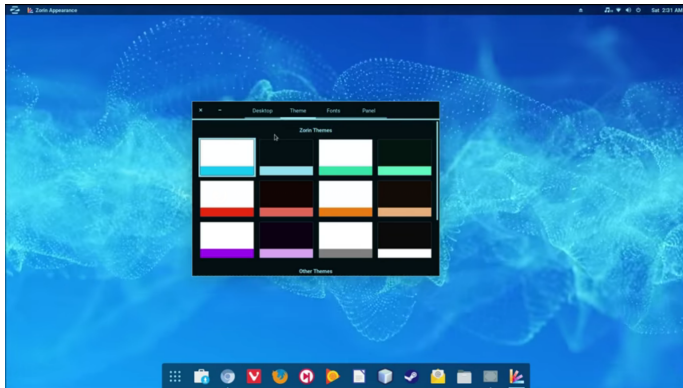 Zorin Appearance
Sat 2:31 AM
Desktop Theme Fonts Panel
Zorin Themes
Other Themes